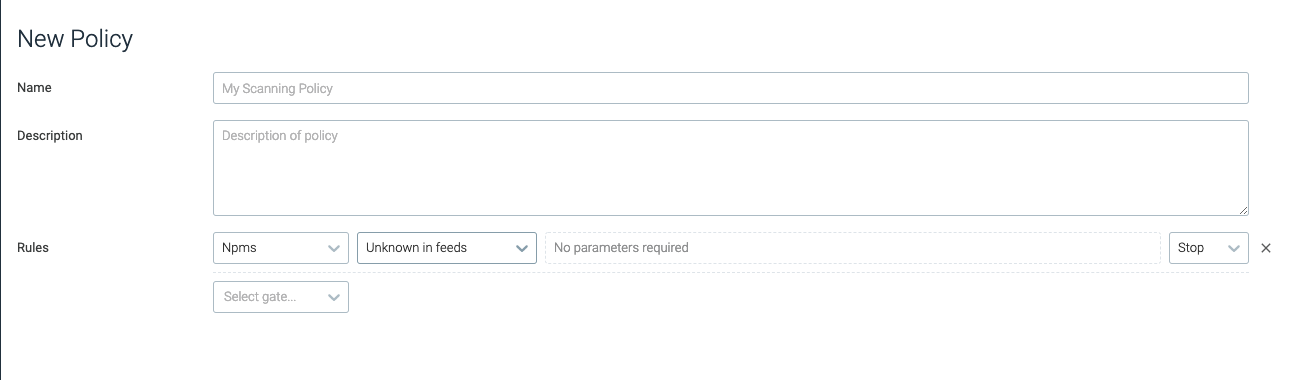 New Policy
Name
My Scanning Policy
Description
Description of policy
Rules
Npms
Unknown in feeds
No parameters required
Stop
Select gate...